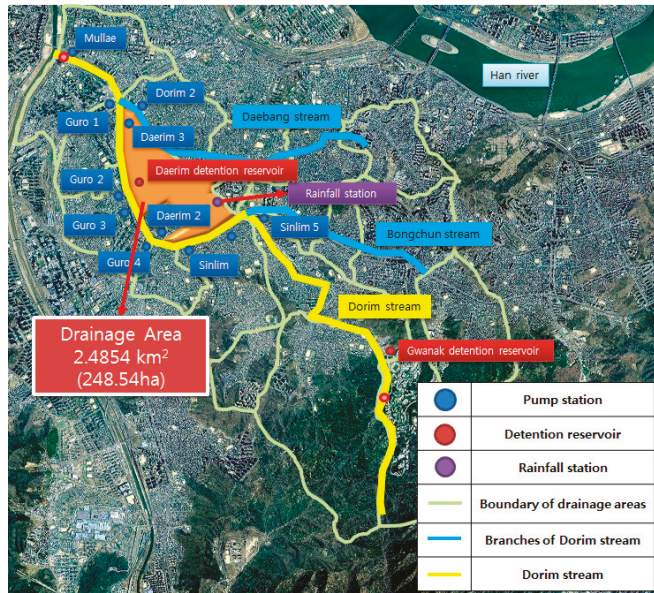 Mullae
Han river
Dorim 2
Guro 1
Daebang stream
Daerim 3
Daerim detention reservoir
Guro 2
Rainfall station
Daerim 2
Guro 3
Sinlim 5
Bongchun stream
Guro 4
Sinlim
Dorim stream
Drainage Area
2.4854 km²
(248.54ha)
Gwanak detention reservoir
Pump station
Detention reservoir
Rainfall station
Boundary of drainage areas
Branches of Dorim stream
Dorim stream